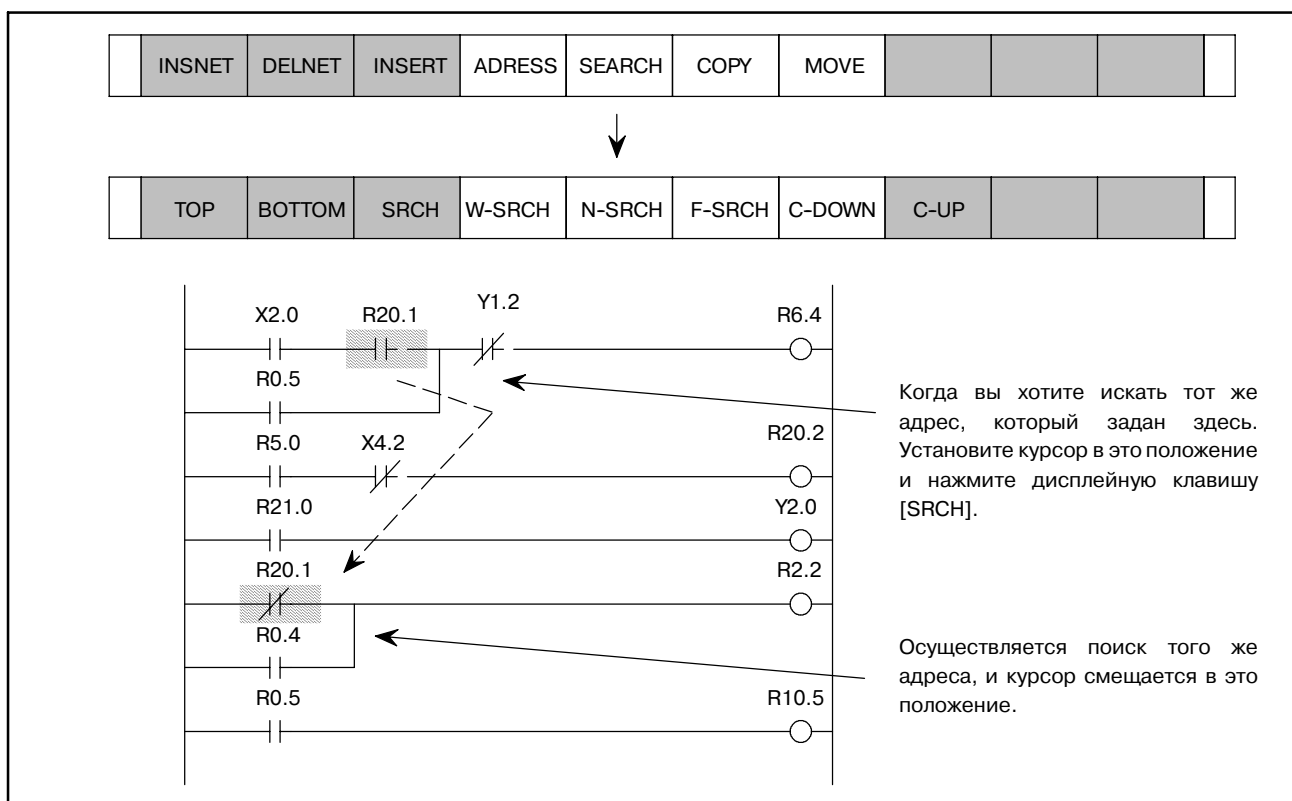 INSNET DELNET INSERT ADRESS SEARCH COPY MOVE
TOP BOTTOM SRCH W-SRCH N-SRCH F-SRCH C-DOWN C-UP
X2.0 R20.1 Y1.2 R6.4
R0.5
R5.0 X4.2 R20.2
R21.0 Y2.0
R20.1 R2.2
R0.4
R0.5 R10.5
Когда вы хотите искать тот же
адрес, который задан здесь.
Установите курсор в это положение
и нажмите дисплейную клавишу
[SRCH].
Осуществляется поиск того же
адреса, и курсор смещается в это
положение.